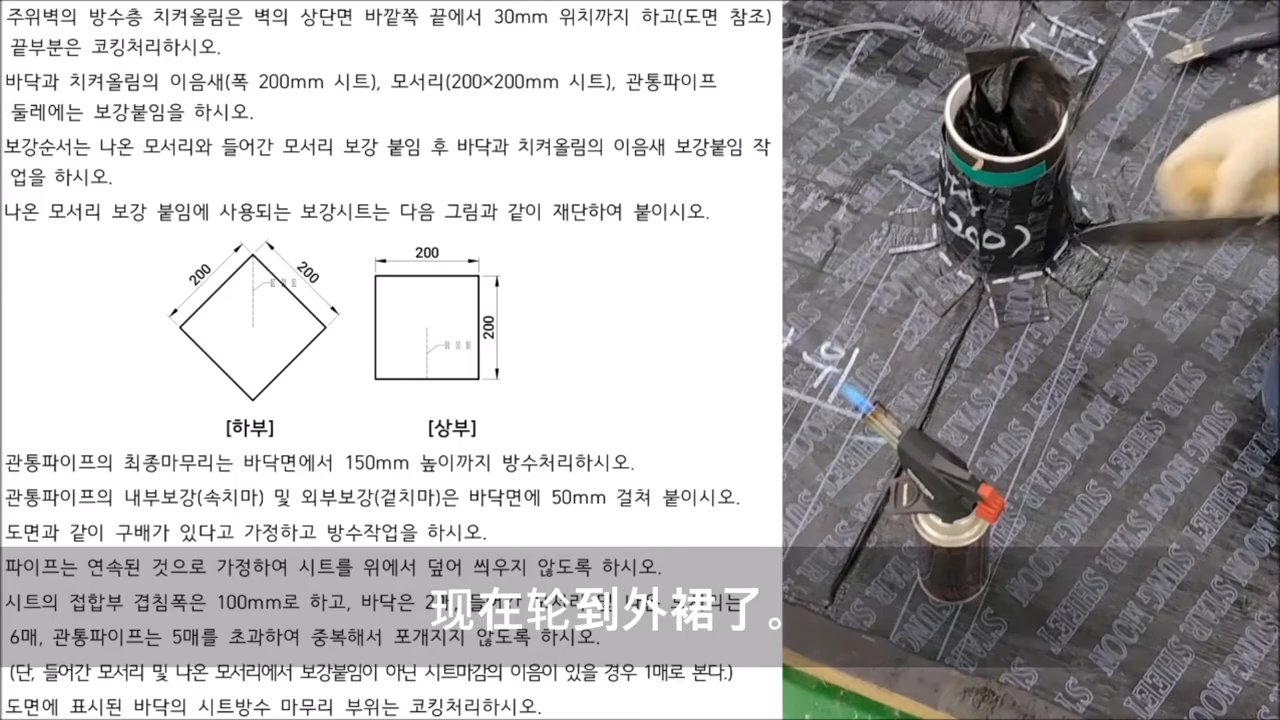 주위벽의 방수층 치켜올림은 벽의 상단면 바깥쪽 끝에서 30mm 위치까지 하고(도면 참조)
끝부분은 코킹처리하시오.
바닥과 치켜올림의 이음새(폭 200mm 시트), 모서리(200×200mm 시트), 관통파이프
둘레에는 보강붙임을 하시오.
보강순서는 나온 모서리와 들어간 모서리 보강 붙임 후 바닥과 치켜올림의 이음새 보강붙임 작
업을 하시오.
나온 모서리 보강 붙임에 사용되는 보강시트는 다음 그림과 같이 재단하여 붙이시오.
200
200
200
200
[하부]
[상부]
관통파이프의 최종마무리는 바닥면에서 150mm 높이까지 방수처리하시오.
관통파이프의 내부보강(속치마) 및 외부보강(겉치마)은 바닥면에 50mm 걸쳐 붙이시오.
도면과 같이 구배가 있다고 가정하고 방수작업을 하시오.
파이프는 연속된 것으로 가정하여 시트를 위에서 덮어 씌우지 않도록 하시오.
시트의 접합부 겹침폭은 100mm로 하고, 바닥은
现在轮到外裙了。
6매, 관통파이프는 5매를 초과하여 중복해서 포개지지 않도록 하시오.
(단, 들어간 모서리 및 나온 모서리에서 보강붙임이 아닌 시트마감의 이음이 있을 경우 1매로 본다.)
도면에 표시된 바닥의 시트방수 마무리 부위는 코킹처리하시오.
SUNG MOON
STAR SHEET